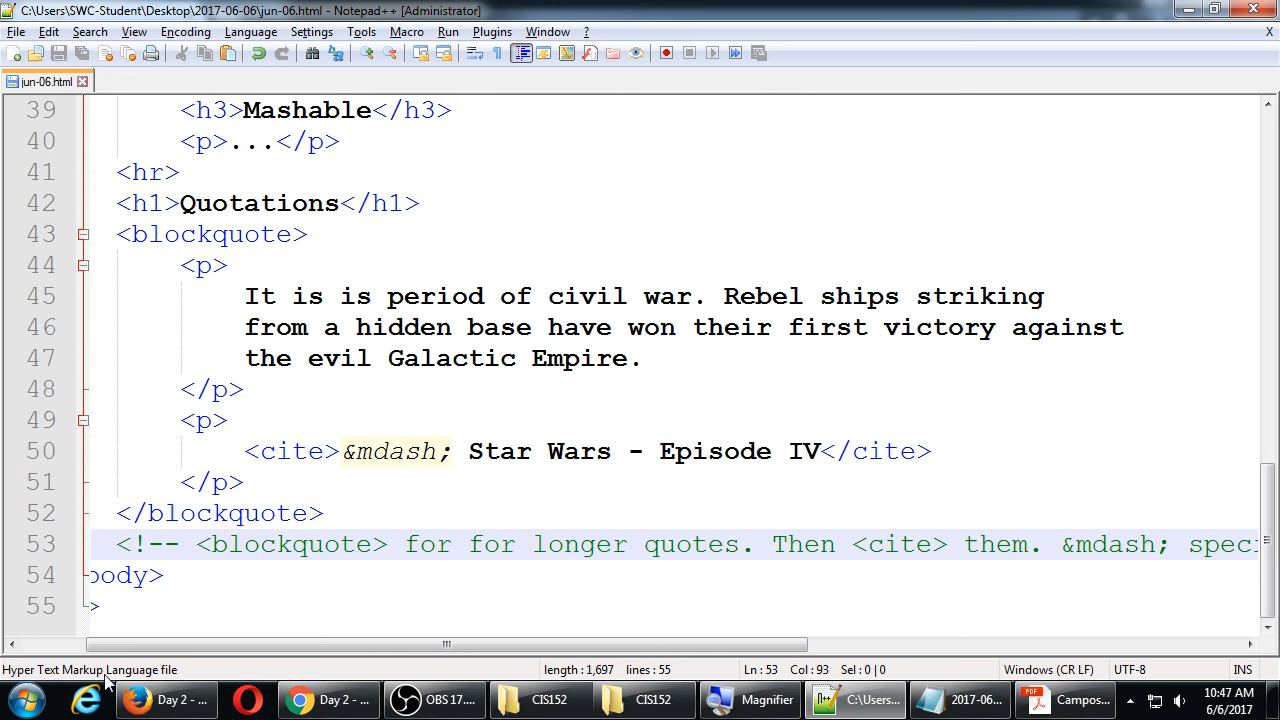 C:\Users\SWC-Student\Desktop\2017-06-06\jun-06.html - Notepad++ [Administrator]
File Edit Search View Encoding Language Settings Tools Macro Run Plugins Window ? X
jun-06.html
39 <h3>Mashable</h3>
40 <p>...</p>
41 <hr>
42 <h1>Quotations</h1>
43 <blockquote>
44 <p>
45 It is is period of civil war. Rebel ships striking
46 from a hidden base have won their first victory against
47 the evil Galactic Empire.
48 </p>
49 <p>
50 <cite>&mdash; Star Wars - Episode IV</cite>
51 </p>
52 </blockquote>
53 <!-- <blockquote> for for longer quotes. Then <cite> them. &mdash; speci
54 body>
55 >
Hyper Text Markup Language file length : 1,697 lines : 55 Ln : 53 Col : 93 Sel : 0 | 0 Windows (CR LF) UTF-8 INS
Day 2 - ... Day 2 - ... OBS 17.... CIS152 CIS152 Magnifier C:\Users... 2017-06... PDF Campos... 10:47 AM
6/6/2017